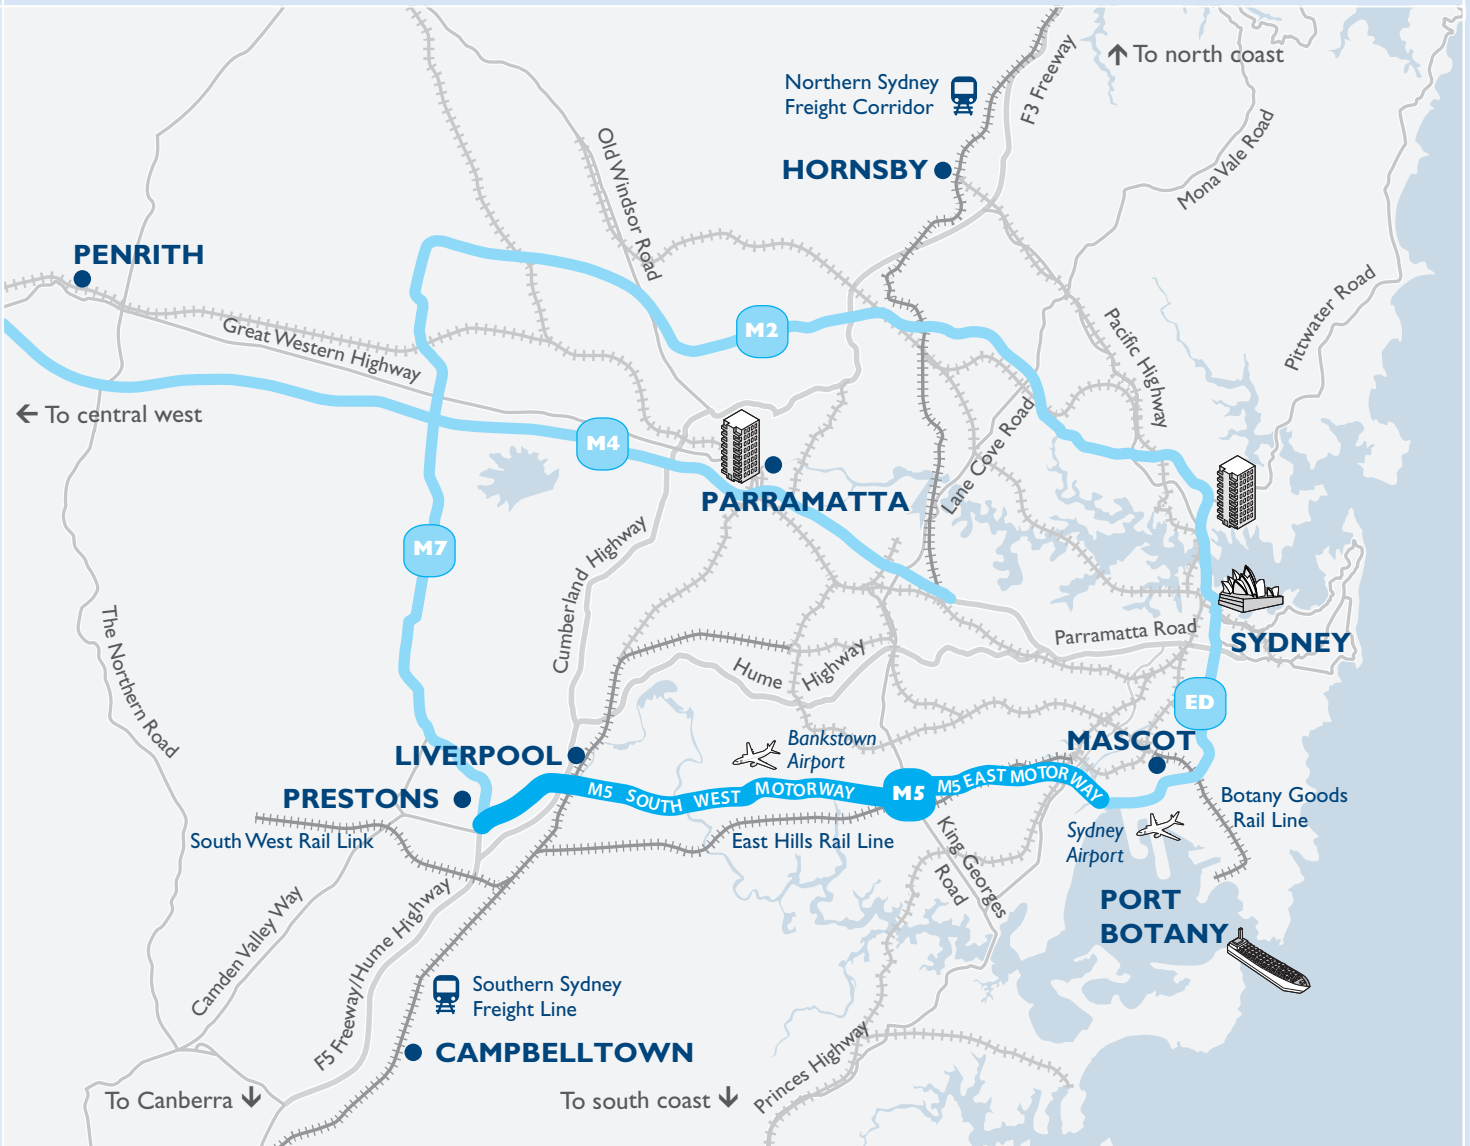 To north coast
F3 Freeway
Northern Sydney
Freight Corridor
Mona Vale Road
Old Windsor Road
HORNSBY
PENRITH
Pittwater Road
Pacific Highway
M2
Great Western Highway
To central west
M4
Lane Cove Road
PARRAMATTA
M7
Cumberland Highway
The Northern Road
Parramatta Road
SYDNEY
Hume Highway
ED
MASCOT
Bankstown
Airport
LIVERPOOL
PRESTONS
M5 SOUTH WEST MOTORWAY
M5
M5 EAST MOTORWAY
Botany Goods
Rail Line
South West Rail Link
East Hills Rail Line
Sydney
Airport
King Georges
Road
PORT
BOTANY
Camden Valley Way
F5 Freeway/Hume Highway
Southern Sydney
Freight Line
CAMPBELLTOWN
Princes Highway
To Canberra
To south coast